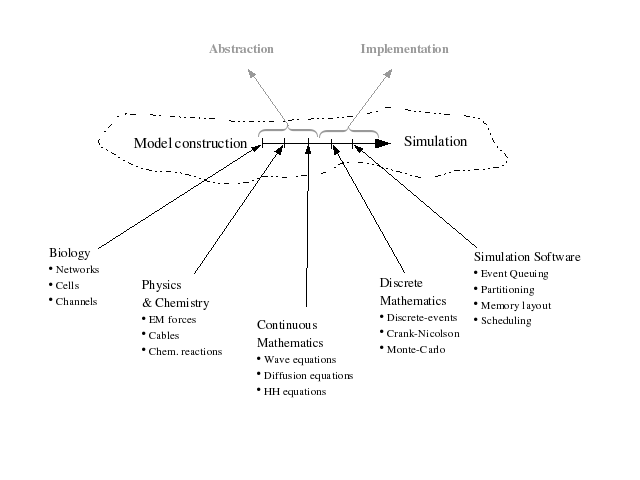 Abstraction
Implementation
Model construction
Simulation
Biology
• Networks
• Cells
• Channels
Physics
& Chemistry
• EM forces
• Cables
• Chem. reactions
Continuous
Mathematics
• Wave equations
• Diffusion equations
• HH equations
Discrete
Mathematics
• Discrete-events
• Crank-Nicolson
• Monte-Carlo
Simulation Software
• Event Queuing
• Partitioning
• Memory layout
• Scheduling